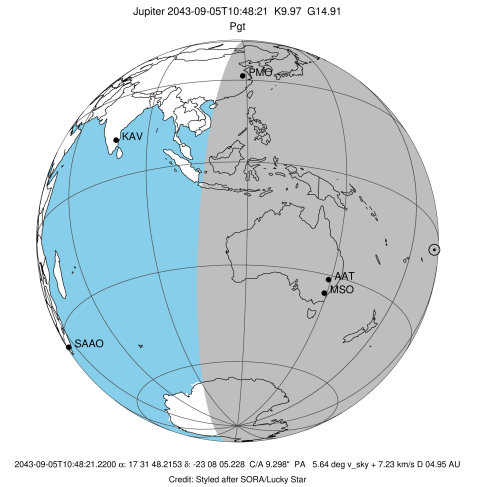 Jupiter 2043-09-05T10:48:21 K9.97 G14.91
Pgt
PMO
KAV
AAT
MSO
SAAO
2043-09-05T10:48:21.2200 α: 17 31 48.2153 δ: -23 08 05.228 C/A 9.298" PA 5.64 deg v_sky + 7.23 km/s D 04.95 AU
Credit: Styled after SORA/Lucky Star